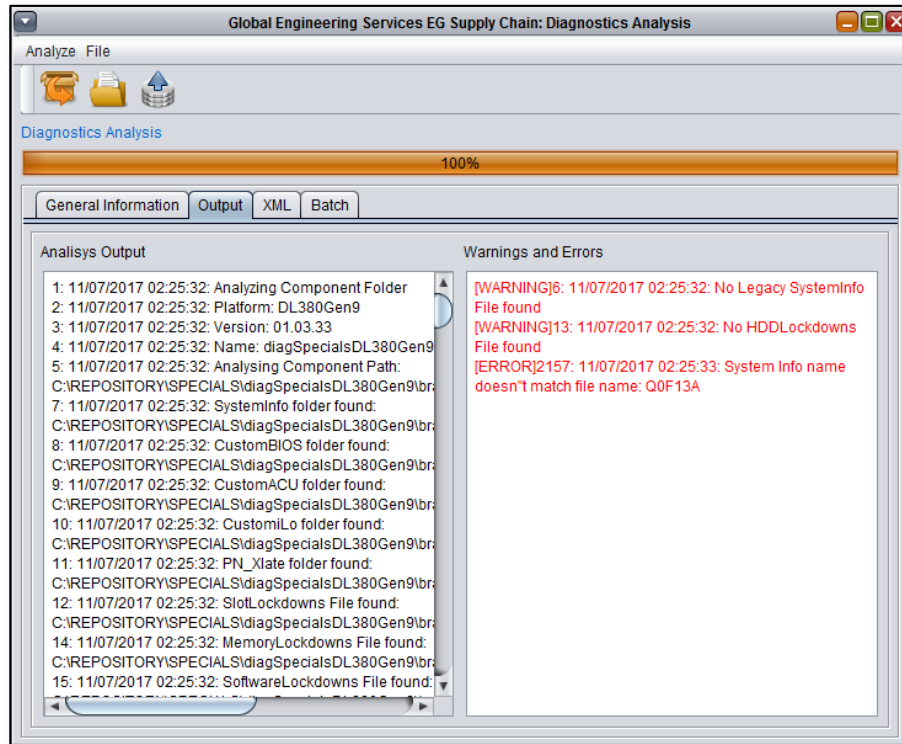 Global Engineering Services EG Supply Chain: Diagnostics Analysis
Analyze File
Diagnostics Analysis
100%
General Information Output XML Batch
Analisys Output
1: 11/07/2017 02:25:32: Analyzing Component Folder
2: 11/07/2017 02:25:32: Platform: DL380Gen9
3: 11/07/2017 02:25:32: Version: 01.03.33
4: 11/07/2017 02:25:32: Name: diagSpecialsDL380Gen9
5: 11/07/2017 02:25:32: Analysing Component Path:
C:\REPOSITORY\SPECIALS\diagSpecialsDL380Gen9\bra
7: 11/07/2017 02:25:32: SystemInfo folder found:
C:\REPOSITORY\SPECIALS\diagSpecialsDL380Gen9\bra
8: 11/07/2017 02:25:32: CustomBIOS folder found:
C:\REPOSITORY\SPECIALS\diagSpecialsDL380Gen9\bra
9: 11/07/2017 02:25:32: CustomACU folder found:
C:\REPOSITORY\SPECIALS\diagSpecialsDL380Gen9\bra
10: 11/07/2017 02:25:32: CustomiLo folder found:
C:\REPOSITORY\SPECIALS\diagSpecialsDL380Gen9\bra
11: 11/07/2017 02:25:32: PN_Xlate folder found:
C:\REPOSITORY\SPECIALS\diagSpecialsDL380Gen9\bra
12: 11/07/2017 02:25:32: SlotLockdowns File found:
C:\REPOSITORY\SPECIALS\diagSpecialsDL380Gen9\bra
14: 11/07/2017 02:25:32: MemoryLockdowns File found:
C:\REPOSITORY\SPECIALS\diagSpecialsDL380Gen9\bra
15: 11/07/2017 02:25:32: SoftwareLockdowns File found:
Warnings and Errors
[WARNING]6: 11/07/2017 02:25:32: No Legacy SystemInfo
File found
[WARNING]13: 11/07/2017 02:25:32: No HDDLockdowns
File found
[ERROR]2157: 11/07/2017 02:25:33: System Info name
doesn"t match file name: Q0F13A